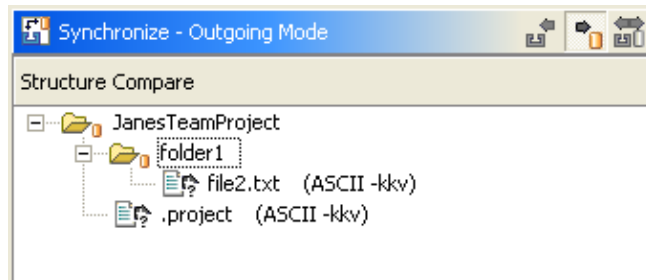 Synchronize - Outgoing Mode
Structure Compare
JanesTeamProject
folder1
file2.txt (ASCII -kkv)
.project (ASCII -kkv)